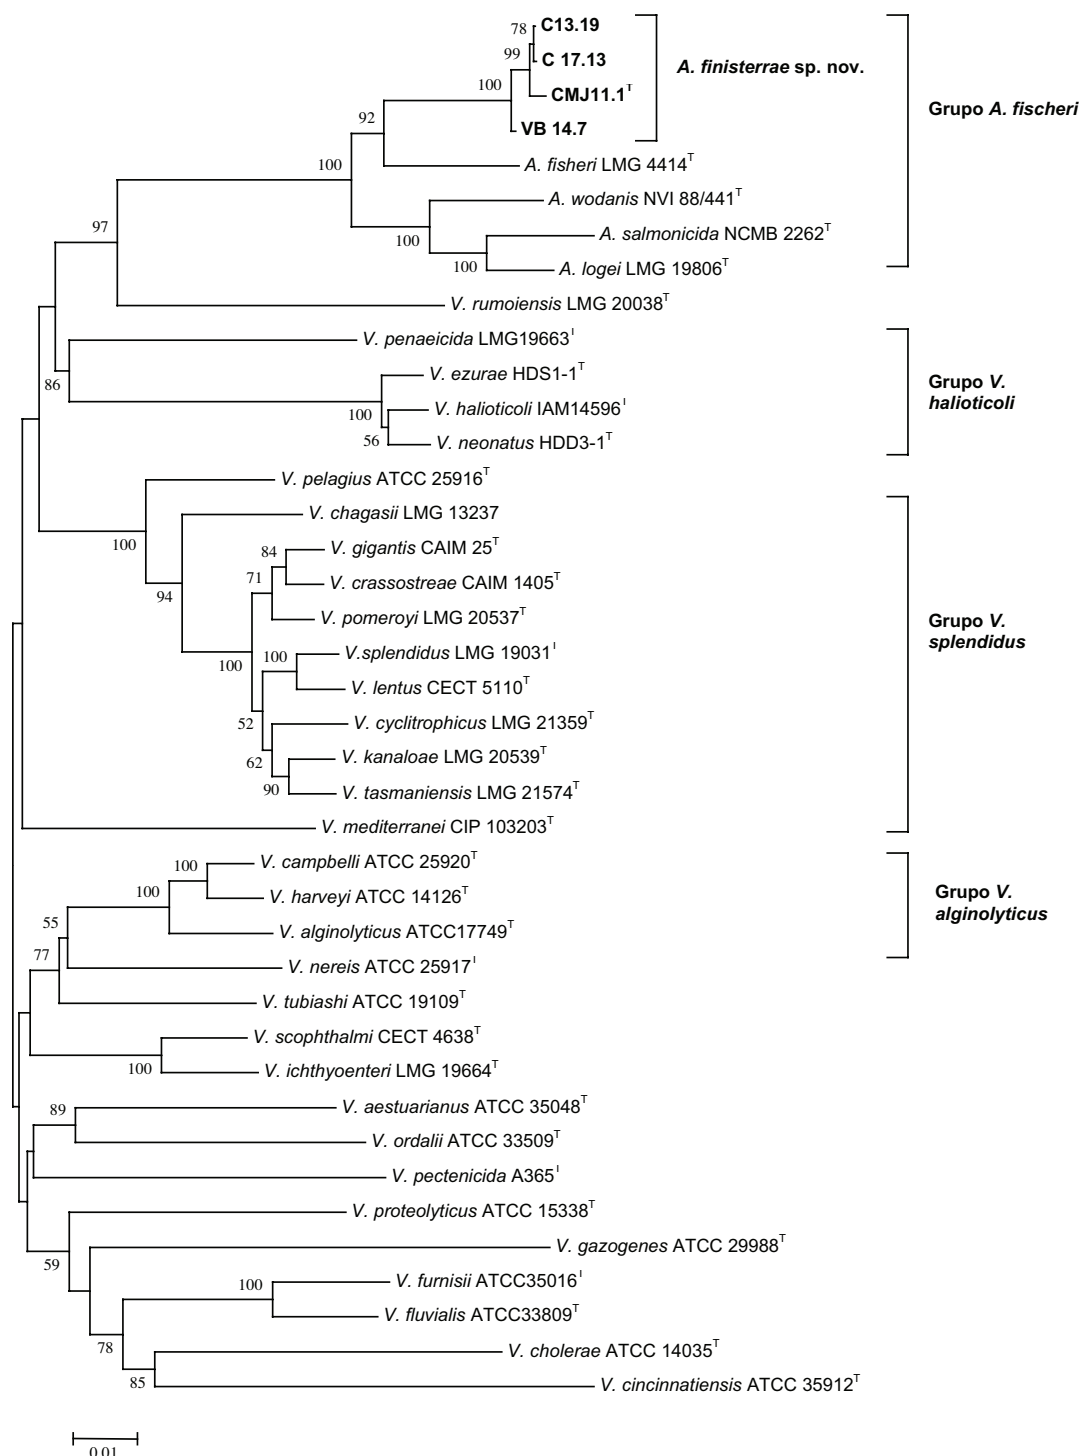 78
C13.19
99
C 17.13
A. finisterrae sp. nov.
100
CMJ11.1T
Grupo A. fischeri
92
VB 14.7
100
A. fisheri LMG 4414T
A. wodanis NVI 88/441T
97
100
A. salmonicida NCMB 2262T
100
A. logei LMG 19806T
V. rumoiensis LMG 20038T
V. penaeicida LMG19663T
86
V. ezurae HDS1-1T
Grupo V.
halioticoli
100
V. halioticoli IAM14596T
56
V. neonatus HDD3-1T
V. pelagius ATCC 25916T
100
V. chagasii LMG 13237
84
V. gigantis CAIM 25T
71
V. crassostreae CAIM 1405T
94
V. pomeroyi LMG 20537T
Grupo V.
splendidus
100
100
V.splendidus LMG 19031T
V. lentus CECT 5110T
52
V. cyclitrophicus LMG 21359T
62
V. kanaloae LMG 20539T
90
V. tasmaniensis LMG 21574T
V. mediterranei CIP 103203T
100
V. campbelli ATCC 25920T
100
V. harveyi ATCC 14126T
Grupo V.
alginolyticus
55
V. alginolyticus ATCC17749T
77
V. nereis ATCC 25917T
V. tubiashi ATCC 19109T
V. scophthalmi CECT 4638T
100
V. ichthyoenteri LMG 19664T
89
V. aestuarianus ATCC 35048T
V. ordalii ATCC 33509T
V. pectenicida A365T
V. proteolyticus ATCC 15338T
59
V. gazogenes ATCC 29988T
100
V. furnisii ATCC35016T
V. fluvialis ATCC33809T
78
V. cholerae ATCC 14035T
85
V. cincinnatiensis ATCC 35912T
0.01